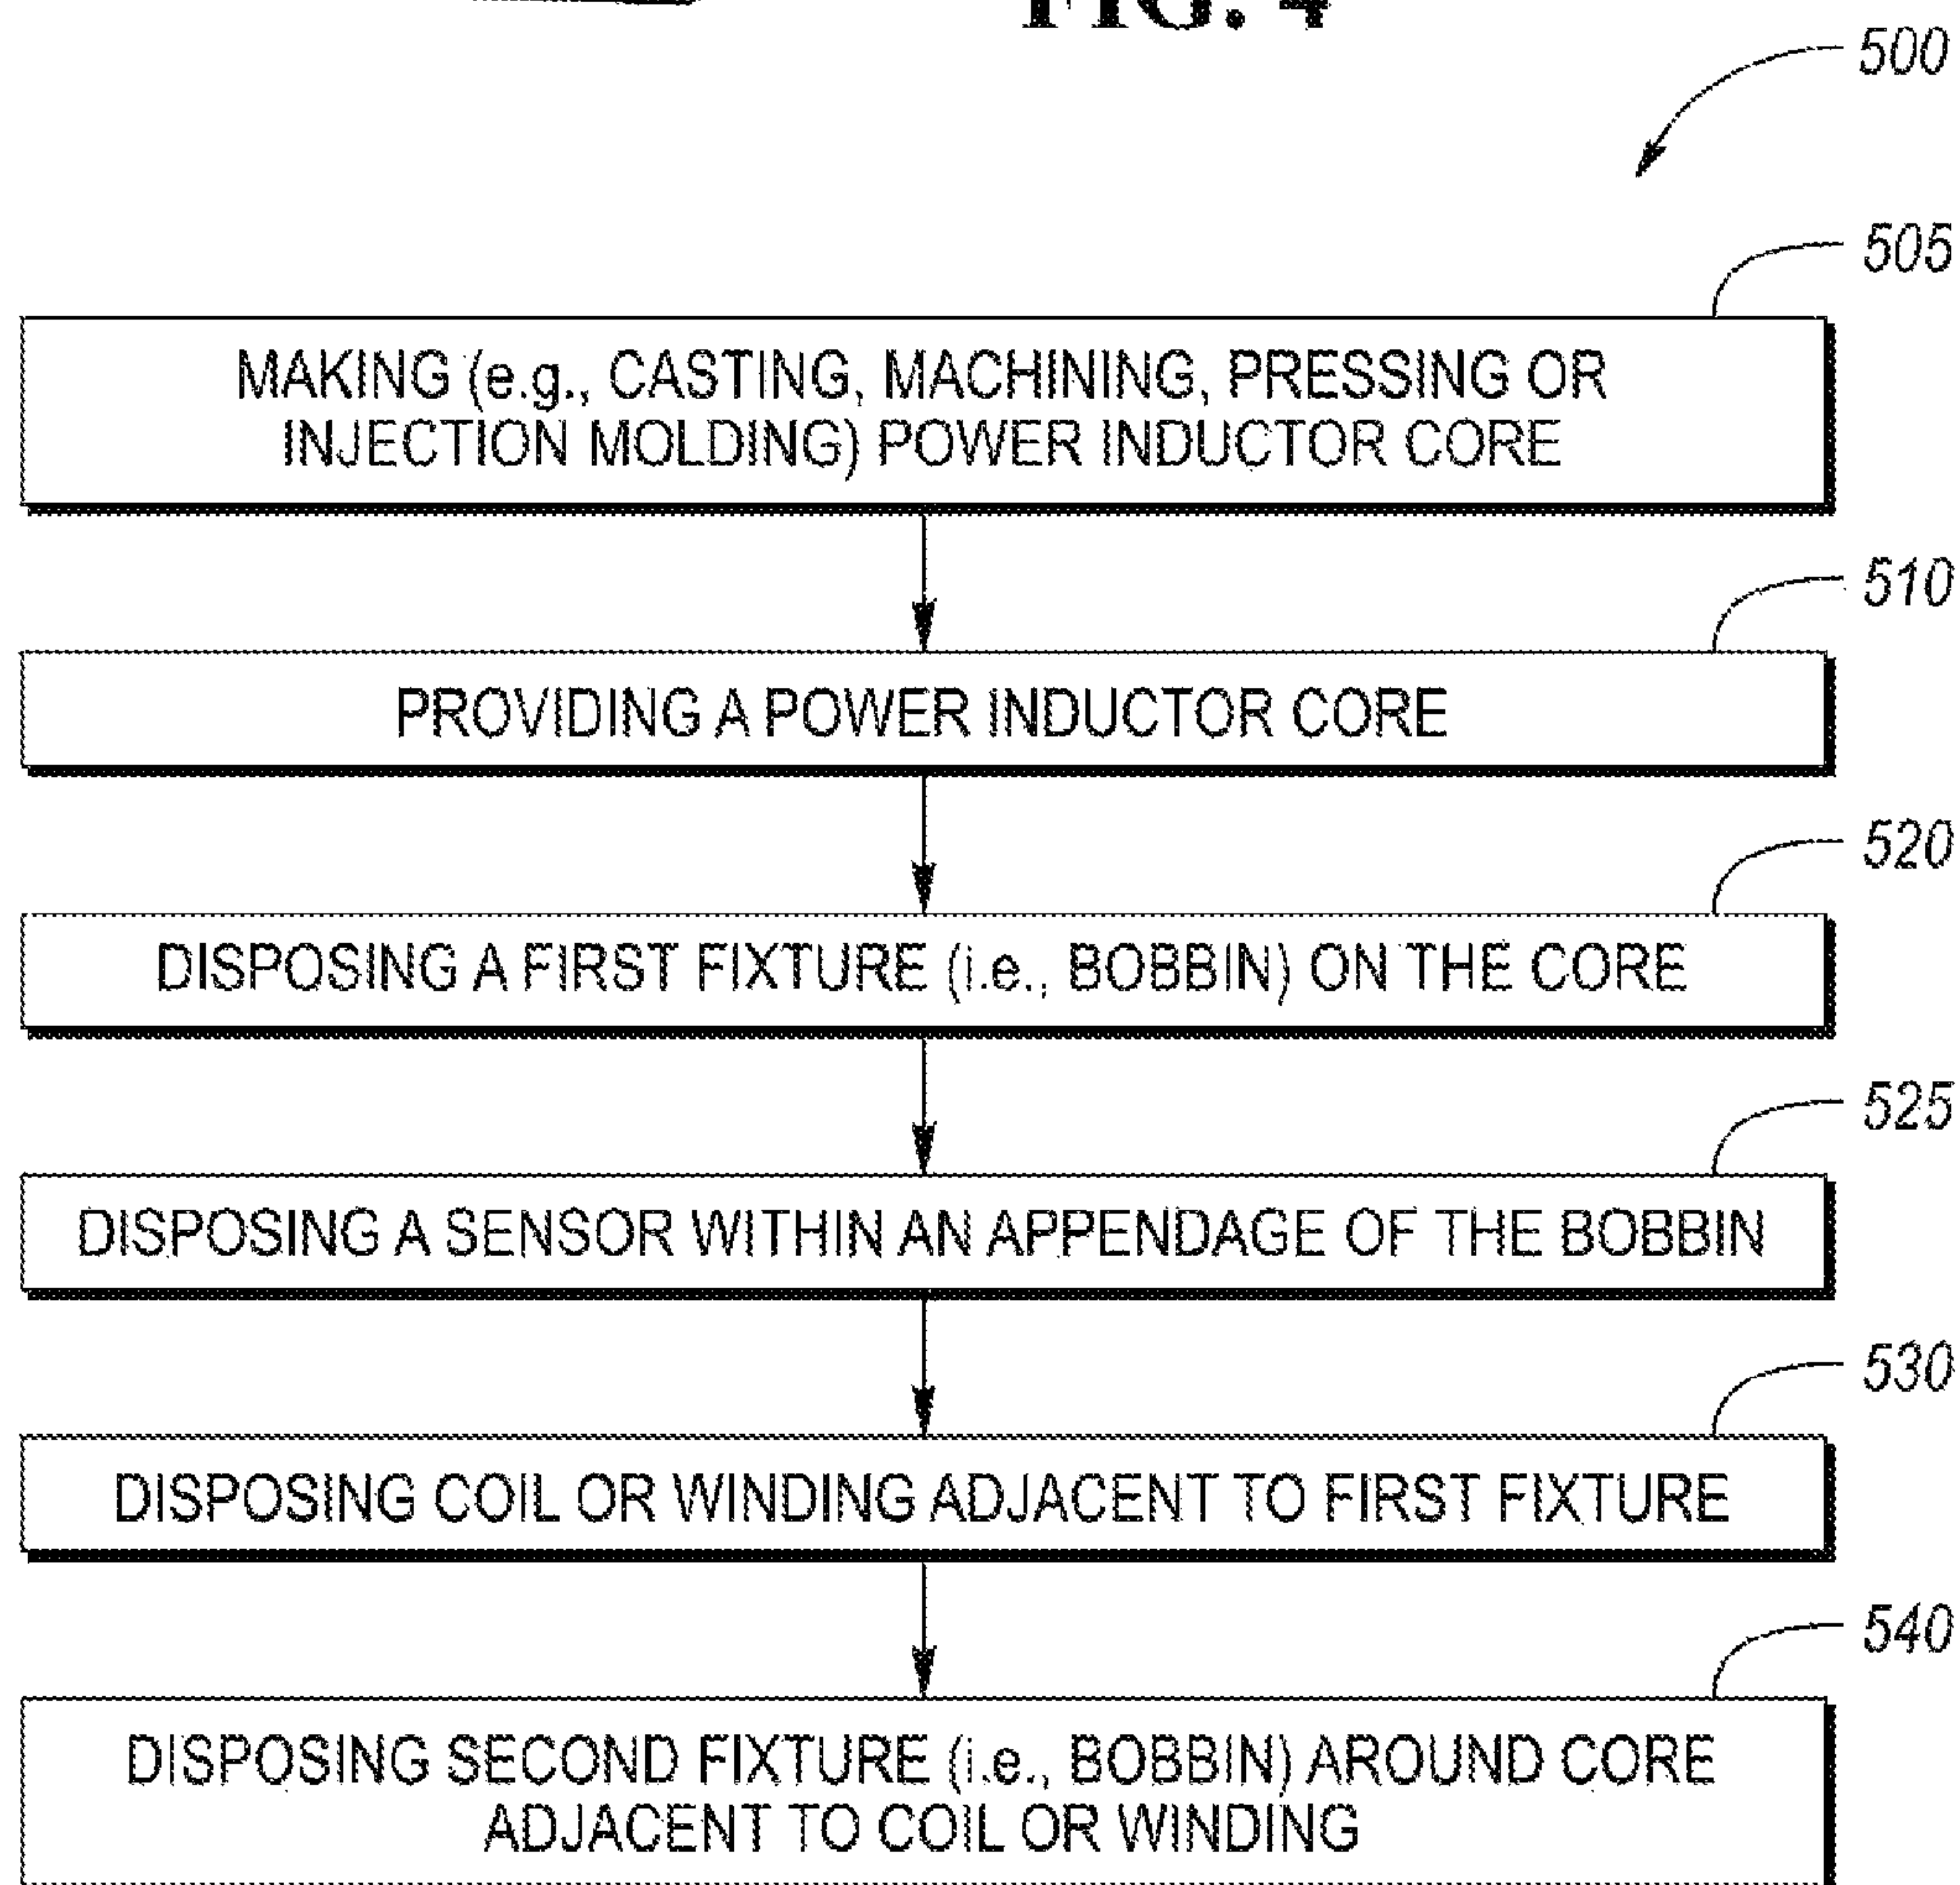 FIG. 4
500
505
MAKING (e.g., CASTING, MACHINING, PRESSING OR
INJECTION MOLDING) POWER INDUCTOR CORE
510
PROVIDING A POWER INDUCTOR CORE
520
DISPOSING A FIRST FIXTURE (i.e., BOBBIN) ON THE CORE
525
DISPOSING A SENSOR WITHIN AN APPENDAGE OF THE BOBBIN
530
DISPOSING COIL OR WINDING ADJACENT TO FIRST FIXTURE
540
DISPOSING SECOND FIXTURE (i.e., BOBBIN) AROUND CORE
ADJACENT TO COIL OR WINDING